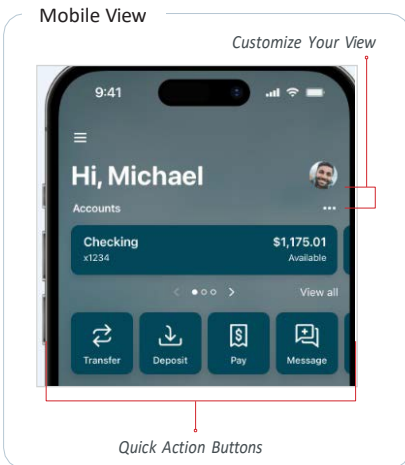 Mobile View
Customize Your View
9:41
Hi, Michael
Accounts
Checking $1,175.01
x1234 Available
View all
Transfer Deposit Pay Message
Quick Action Buttons